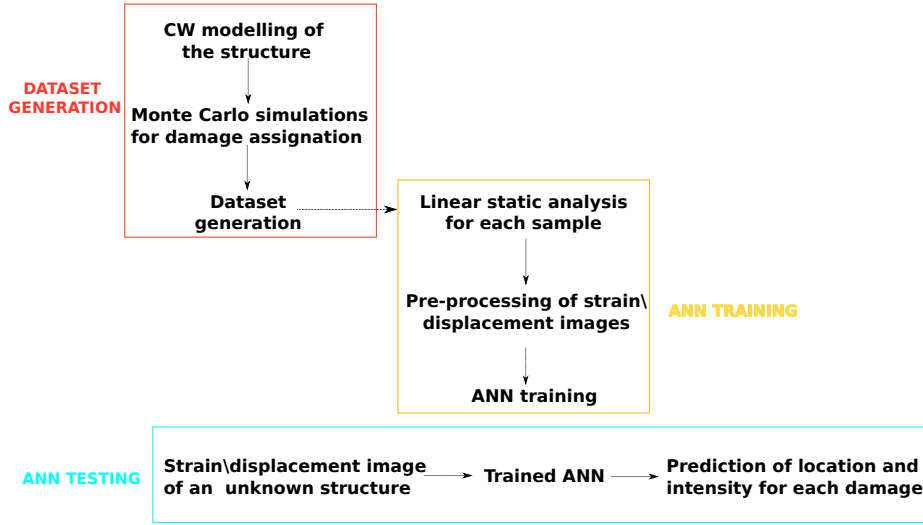 CW modelling of
the structure
DATASET
GENERATION
Monte Carlo simulations
for damage assignation
Dataset
generation
Linear static analysis
for each sample
Pre-processing of strain\
displacement images
ANN TRAINING
ANN training
ANN TESTING
Strain\displacement image
of an unknown structure
Trained ANN
Prediction of location and
intensity for each damage